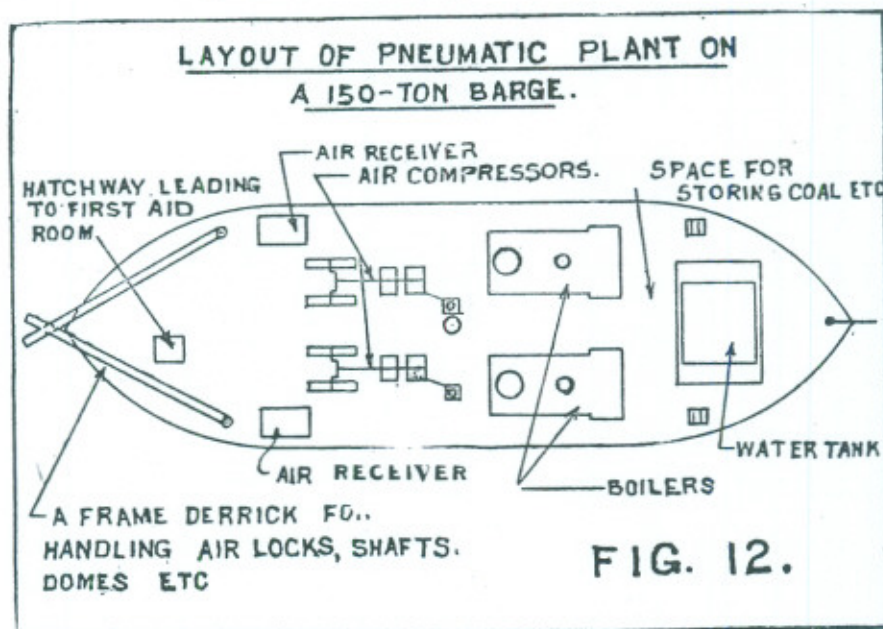 LAYOUT OF PNEUMATIC PLANT ON
A 150-TON BARGE.
AIR RECEIVER
AIR COMPRESSORS.
HATCHWAY LEADING
TO FIRST AID
ROOM
SPACE FOR
STORING COAL ETC
AIR RECEIVER
BOILERS
WATER TANK
A FRAME DERRICK FO..
HANDLING AIR LOCKS, SHAFTS.
DOMES ETC
FIG. 12.